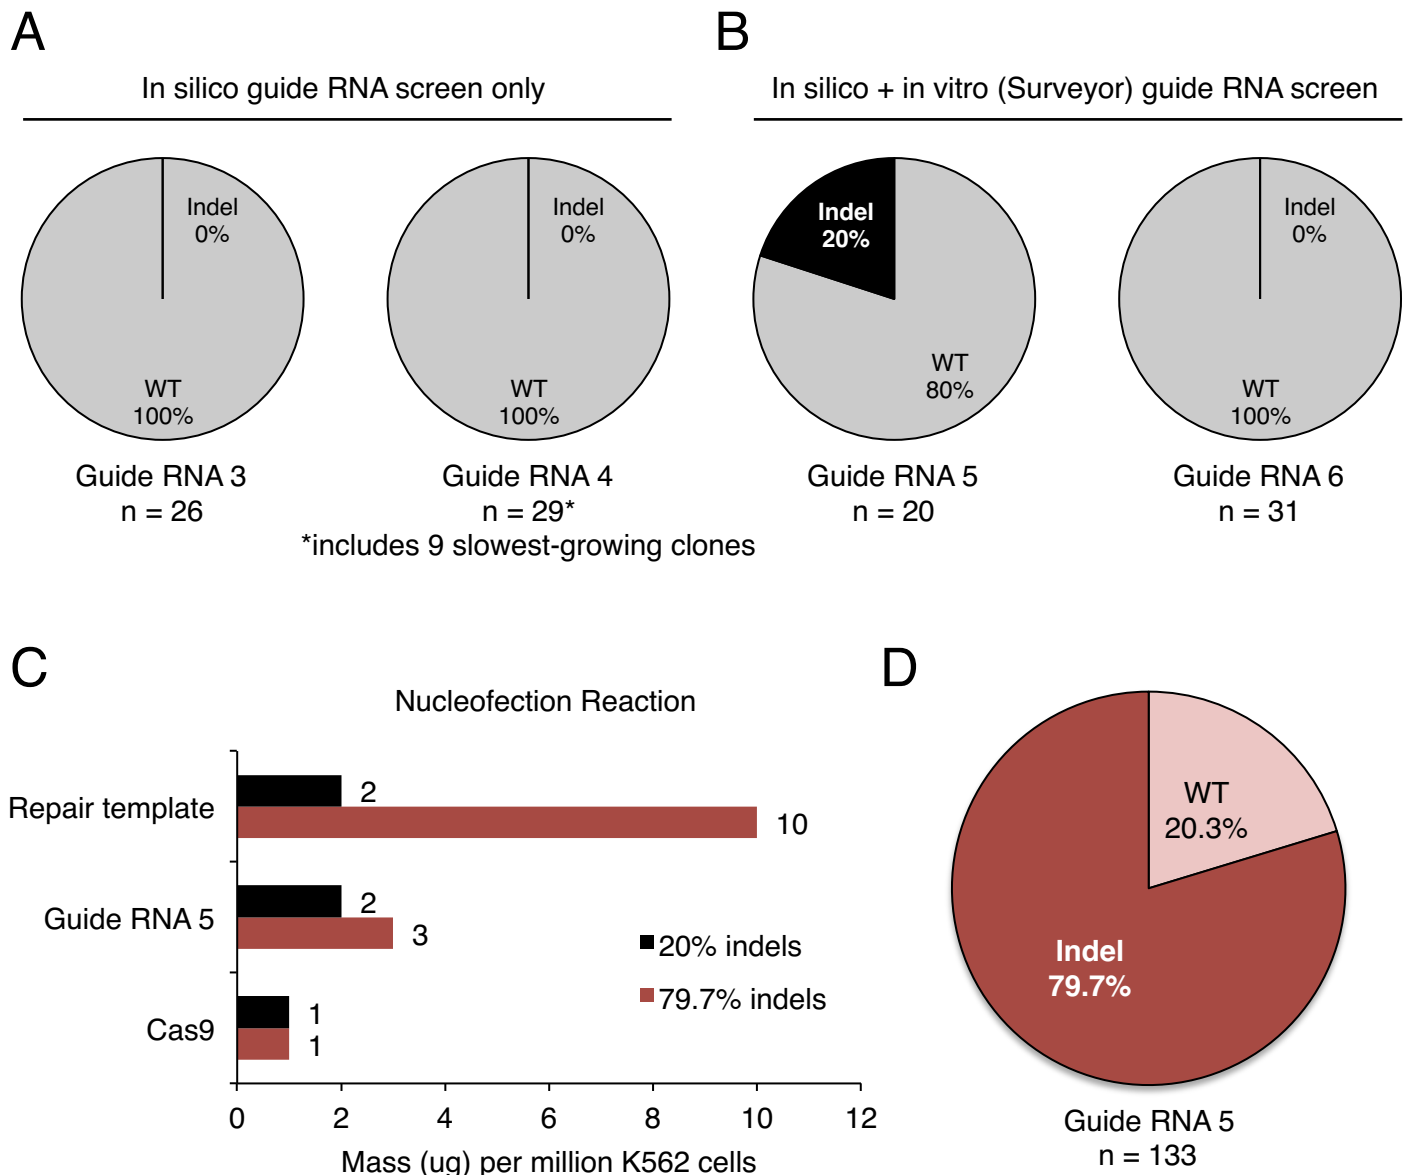 A
In silico guide RNA screen only
Indel
0%
WT
100%
Guide RNA 3
n = 26
Indel
0%
WT
100%
Guide RNA 4
n = 29*
*includes 9 slowest-growing clones
B
In silico + in vitro (Surveyor) guide RNA screen
Indel
20%
WT
80%
Guide RNA 5
n = 20
Indel
0%
WT
100%
Guide RNA 6
n = 31
C
Nucleofection Reaction
Repair template
2
10
Guide RNA 5
2
3
Cas9
1
1
20% indels
79.7% indels
0 2 4 6 8 10 12
Mass (ug) per million K562 cells
D
WT
20.3%
Indel
79.7%
Guide RNA 5
n = 133